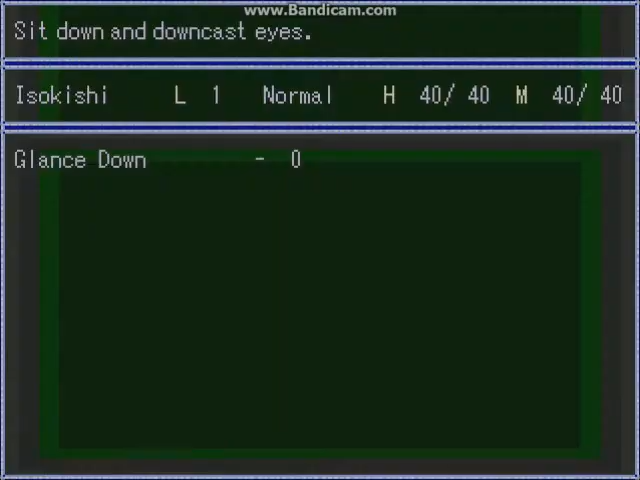 www.Bandicam.com
Sit down and downcast eyes.
Isokishi L 1 Normal H 40/ 40 M 40/ 40
Glance Down - 0